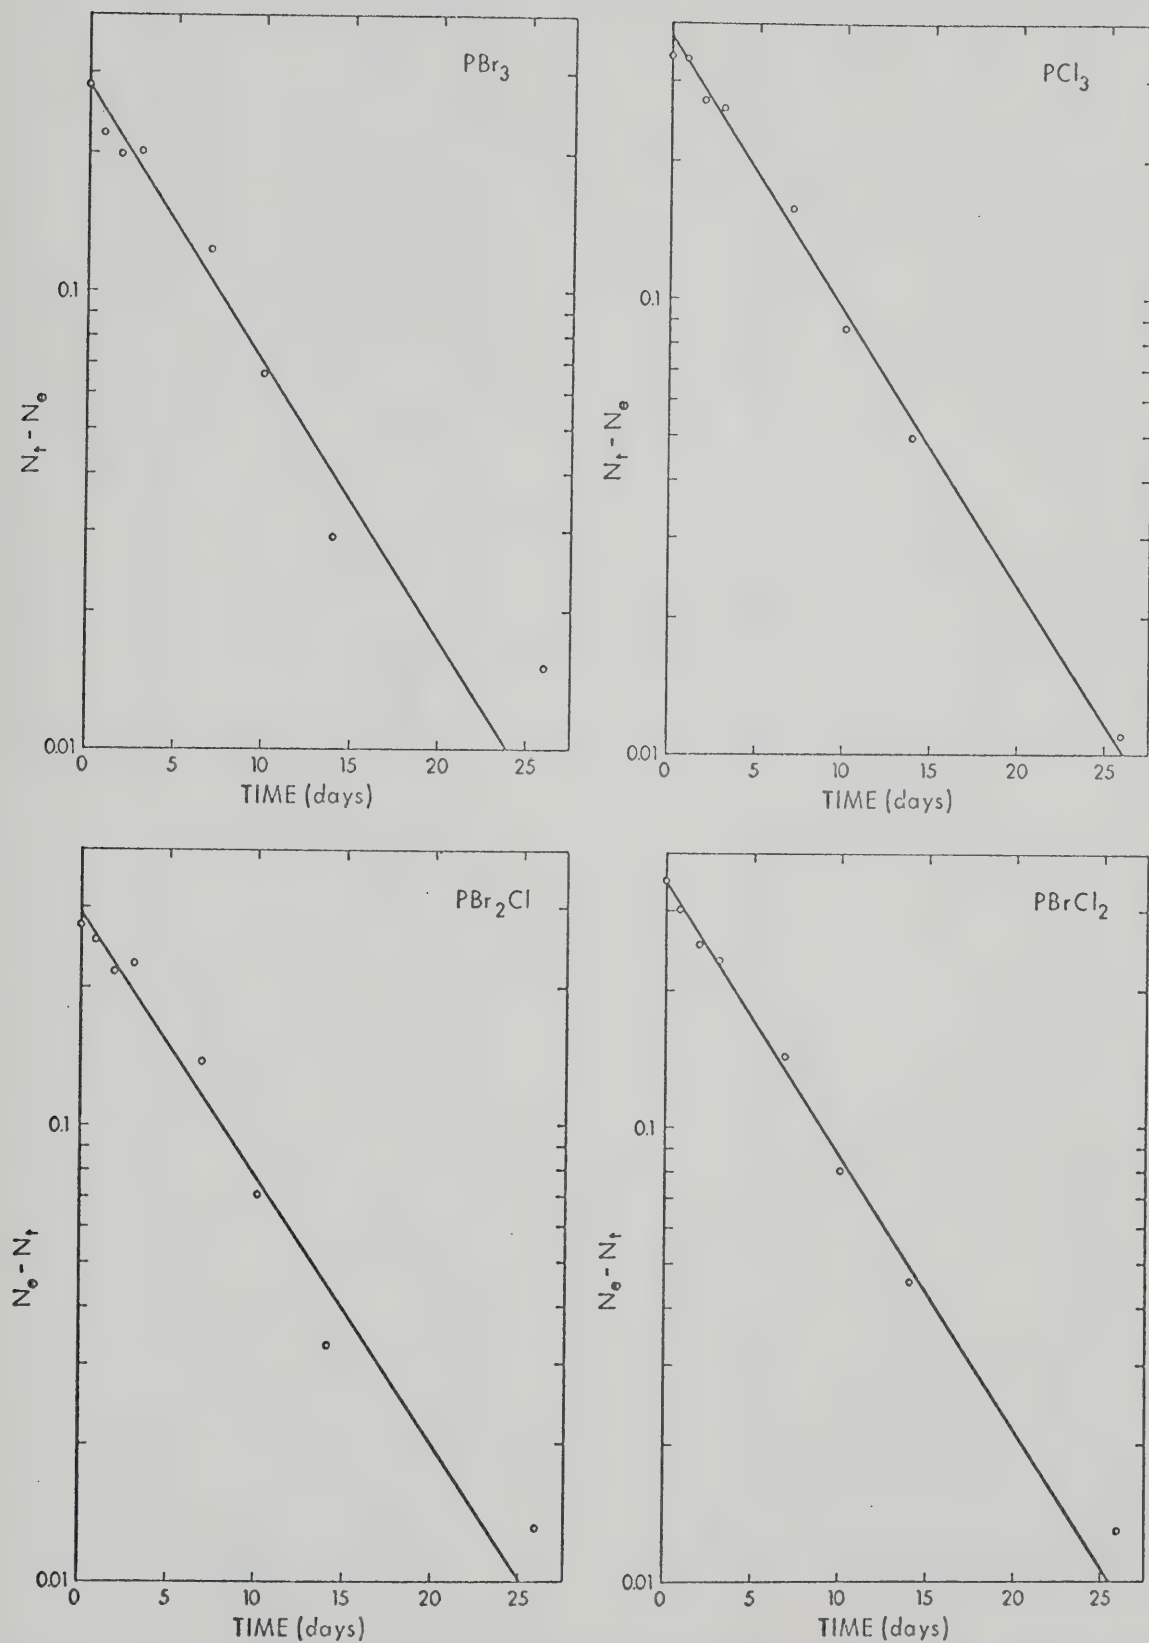 PBr₃
0.1
Nₜ - Nₑ
0.01
0 5 10 15 20 25
TIME (days)
PCl₃
0.1
Nₜ - Nₑ
0.01
0 5 10 15 20 25
TIME (days)
PBr₂Cl
0.1
Nₑ - Nₜ
0.01
0 5 10 15 20 25
TIME (days)
PBrCl₂
0.1
Nₑ - Nₜ
0.01
0 5 10 15 20 25
TIME (days)